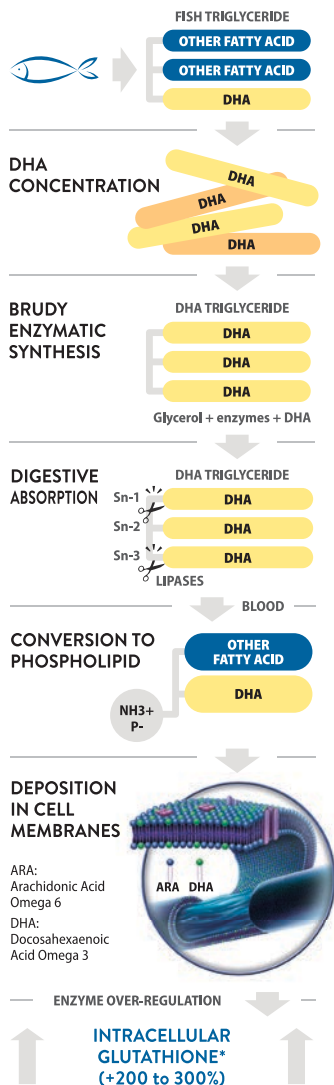 FISH TRIGLYCERIDE
OTHER FATTY ACID
OTHER FATTY ACID
DHA
DHA
CONCENTRATION
DHA
DHA
DHA
DHA
BRUDY
ENZYMATIC
SYNTHESIS
DHA TRIGLYCERIDE
DHA
DHA
DHA
Glycerol + enzymes + DHA
DIGESTIVE
ABSORPTION
DHA TRIGLYCERIDE
Sn-1
DHA
Sn-2
DHA
Sn-3
DHA
LIPASES
BLOOD
CONVERSION TO
PHOSPHOLIPID
OTHER
FATTY ACID
DHA
NH3+
P-
DEPOSITION
IN CELL
MEMBRANES
ARA:
Arachidonic Acid
Omega 6
DHA:
Docosahexaenoic
Acid Omega 3
ARA DHA
ENZYME OVER-REGULATION
INTRACELLULAR
GLUTATHIONE*
(+200 to 300%)